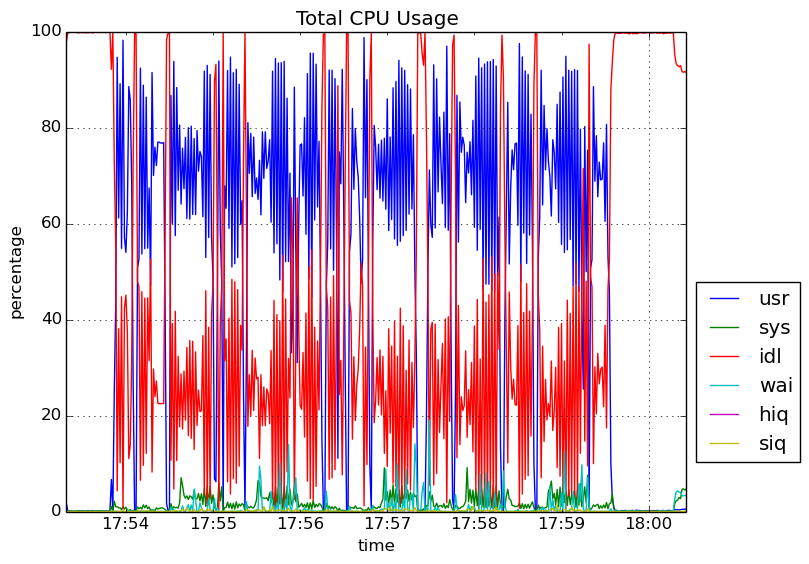 Total CPU Usage
100
80
60
40
20
0
percentage
17:54 17:55 17:56 17:57 17:58 17:59 18:00
time
usr
sys
idl
wai
hiq
siq